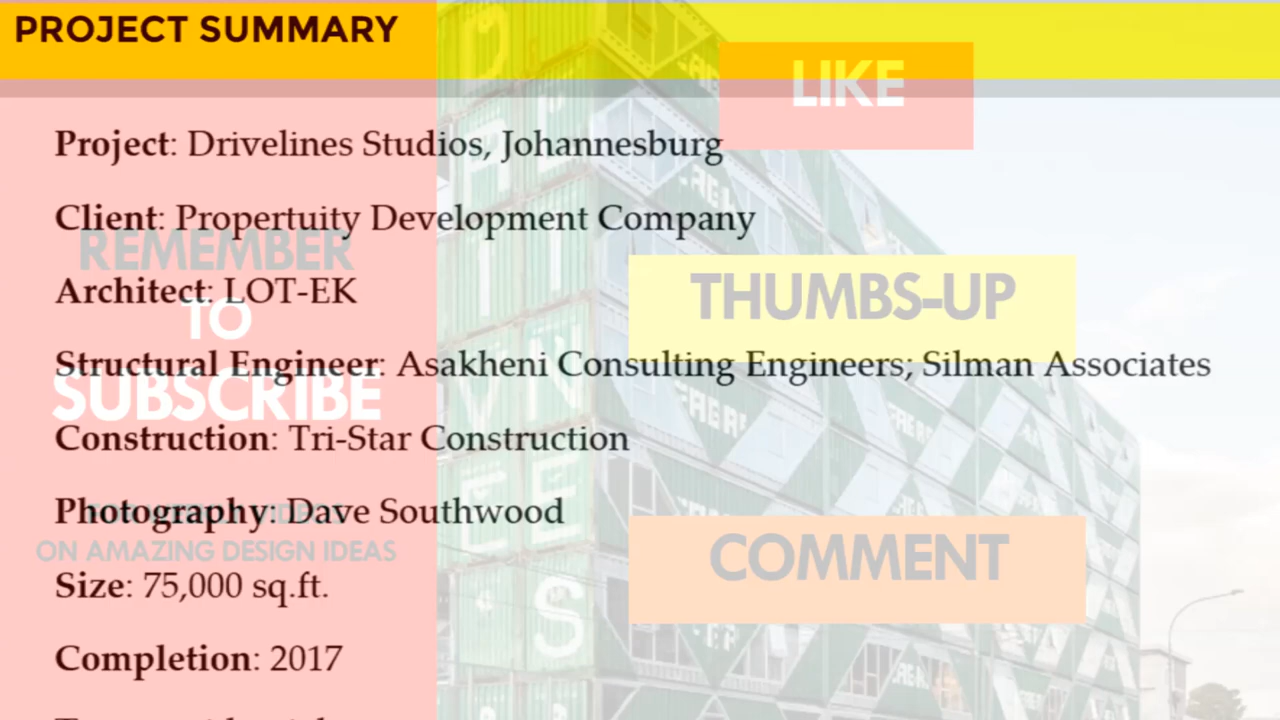 PROJECT SUMMARY
LIKE
Project: Drivelines Studios, Johannesburg
Client: Propertuity Development Company
REMEMBER
THUMBS-UP
Architect: LOT-EK
TO
Structural Engineer: Asakheni Consulting Engineers; Silman Associates
SUBSCRIBE
Construction: Tri-Star Construction
Photography: Dave Southwood
ON AMAZING DESIGN IDEAS
COMMENT
Size: 75,000 sq.ft.
Completion: 2017